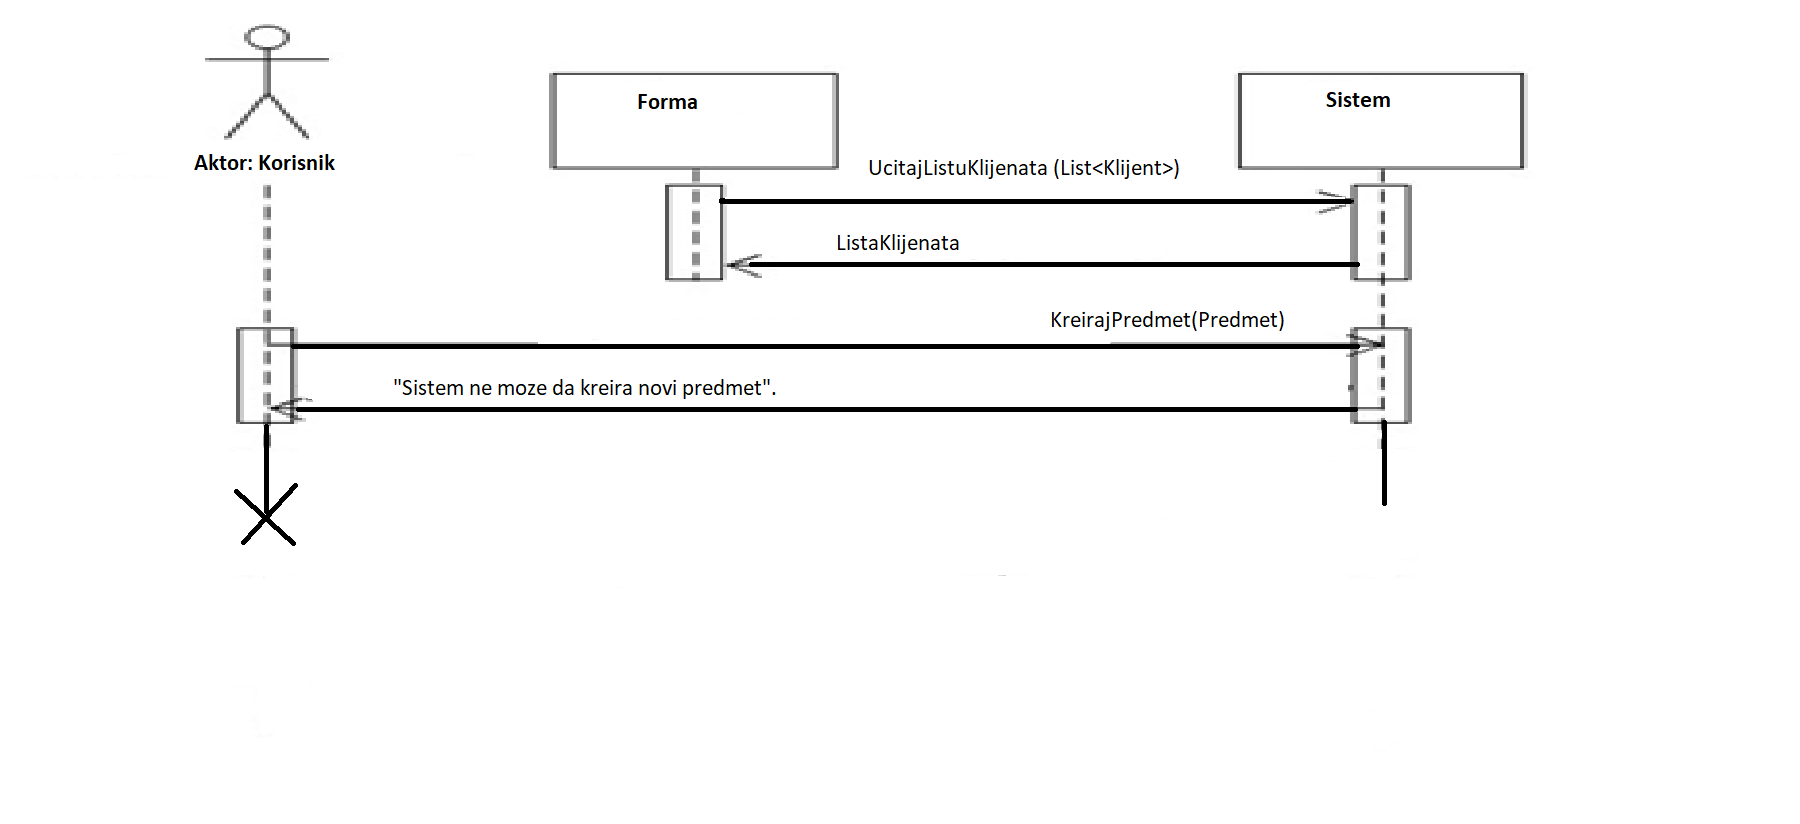 Forma
Sistem
Aktor: Korisnik
UcitajListuKlijenata (List<Klijent>)
ListaKlijenata
KreirajPredmet(Predmet)
"Sistem ne moze da kreira novi predmet".